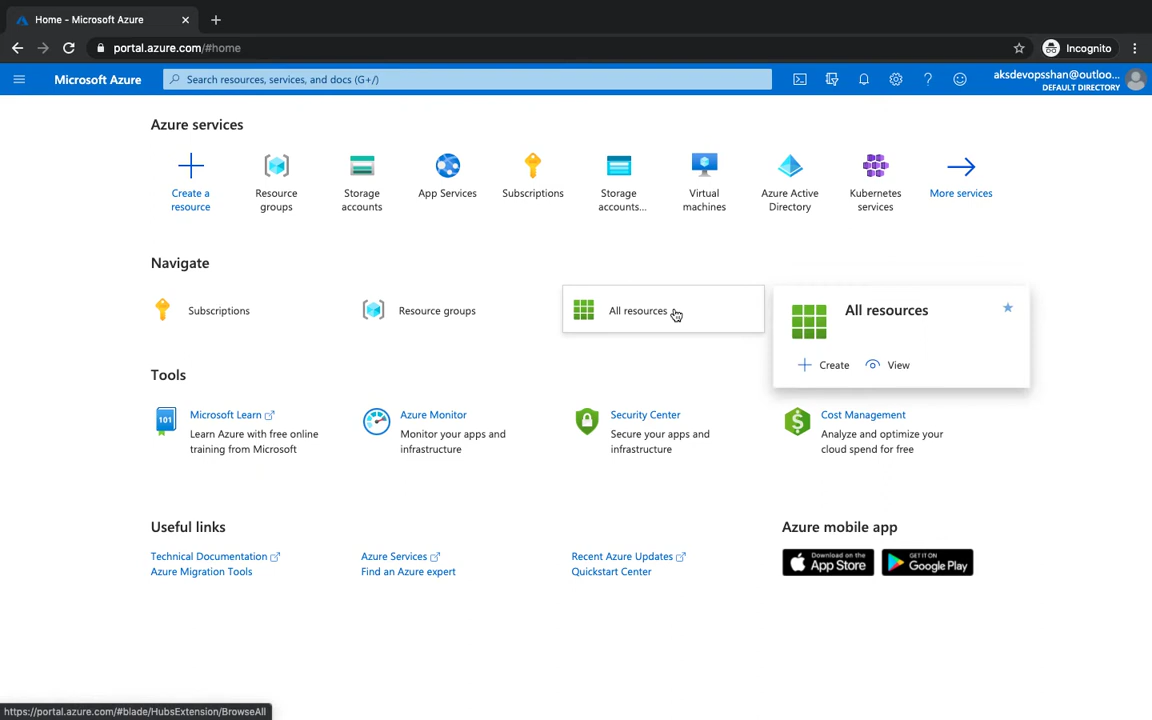 Home - Microsoft Azure
portal.azure.com/#home
Incognito
Microsoft Azure
Search resources, services, and docs (G+/)
aksdevopsshan@outloo...
DEFAULT DIRECTORY
Azure services
Create a
resource
Resource
groups
Storage
accounts
App Services
Subscriptions
Storage
accounts...
Virtual
machines
Azure Active
Directory
Kubernetes
services
More services
Navigate
Subscriptions
Resource groups
All resources
All resources
Create
View
Tools
101
Microsoft Learn
Learn Azure with free online
training from Microsoft
Azure Monitor
Monitor your apps and
infrastructure
Security Center
Secure your apps and
infrastructure
Cost Management
Analyze and optimize your
cloud spend for free
Useful links
Technical Documentation
Azure Migration Tools
Azure Services
Find an Azure expert
Recent Azure Updates
Quickstart Center
Azure mobile app
Download on the
App Store
GET IT ON
Google Play
https://portal.azure.com/#blade/HubsExtension/BrowseAll